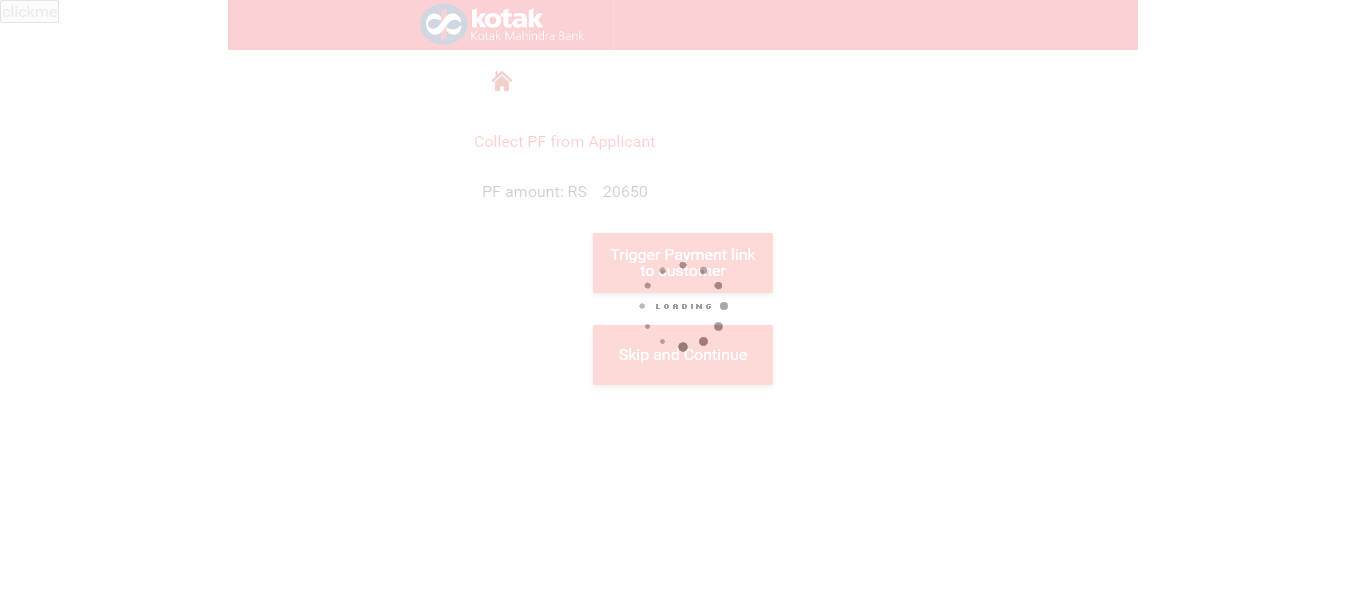 clickme
kotak
Kotak Mahindra Bank
Collect PF from Applicant
PF amount: RS 20650
Trigger Payment link
to customer
LOADING
Skip and Continue